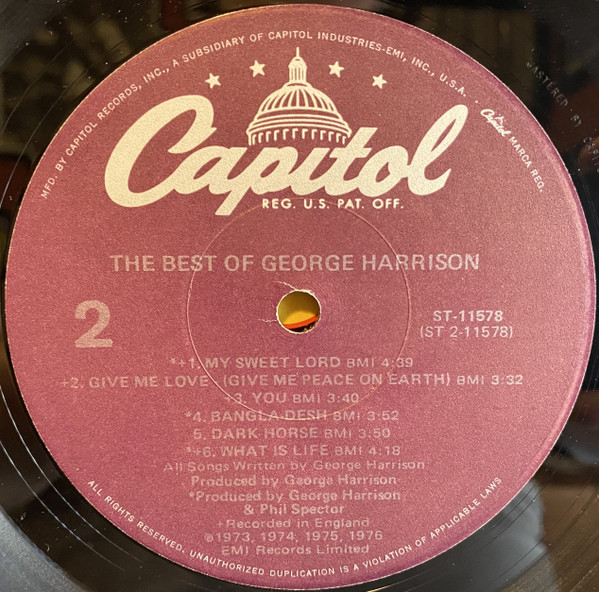 MFD. BY CAPITOL RECORDS, INC., A SUBSIDIARY OF CAPITOL INDUSTRIES-EMI, INC., U.S.A. · Capitol MARCA REG.
Capitol
REG. U.S. PAT. OFF.
THE BEST OF GEORGE HARRISON
2
ST-11578
(ST 2-11578)
*+1. MY SWEET LORD BMI 4:39
+2. GIVE ME LOVE (GIVE ME PEACE ON EARTH) BMI 3:32
+3. YOU BMI 3:40
*4. BANGLA-DESH BMI 3:52
5. DARK HORSE BMI 3:50
*+6. WHAT IS LIFE BMI 4:18
All Songs Written by George Harrison
Produced by George Harrison
*Produced by George Harrison
& Phil Spector
+Recorded in England
℗1973, 1974, 1975, 1976
EMI Records Limited
ALL RIGHTS RESERVED. UNAUTHORIZED DUPLICATION IS A VIOLATION OF APPLICABLE LAWS
MASTERED BY